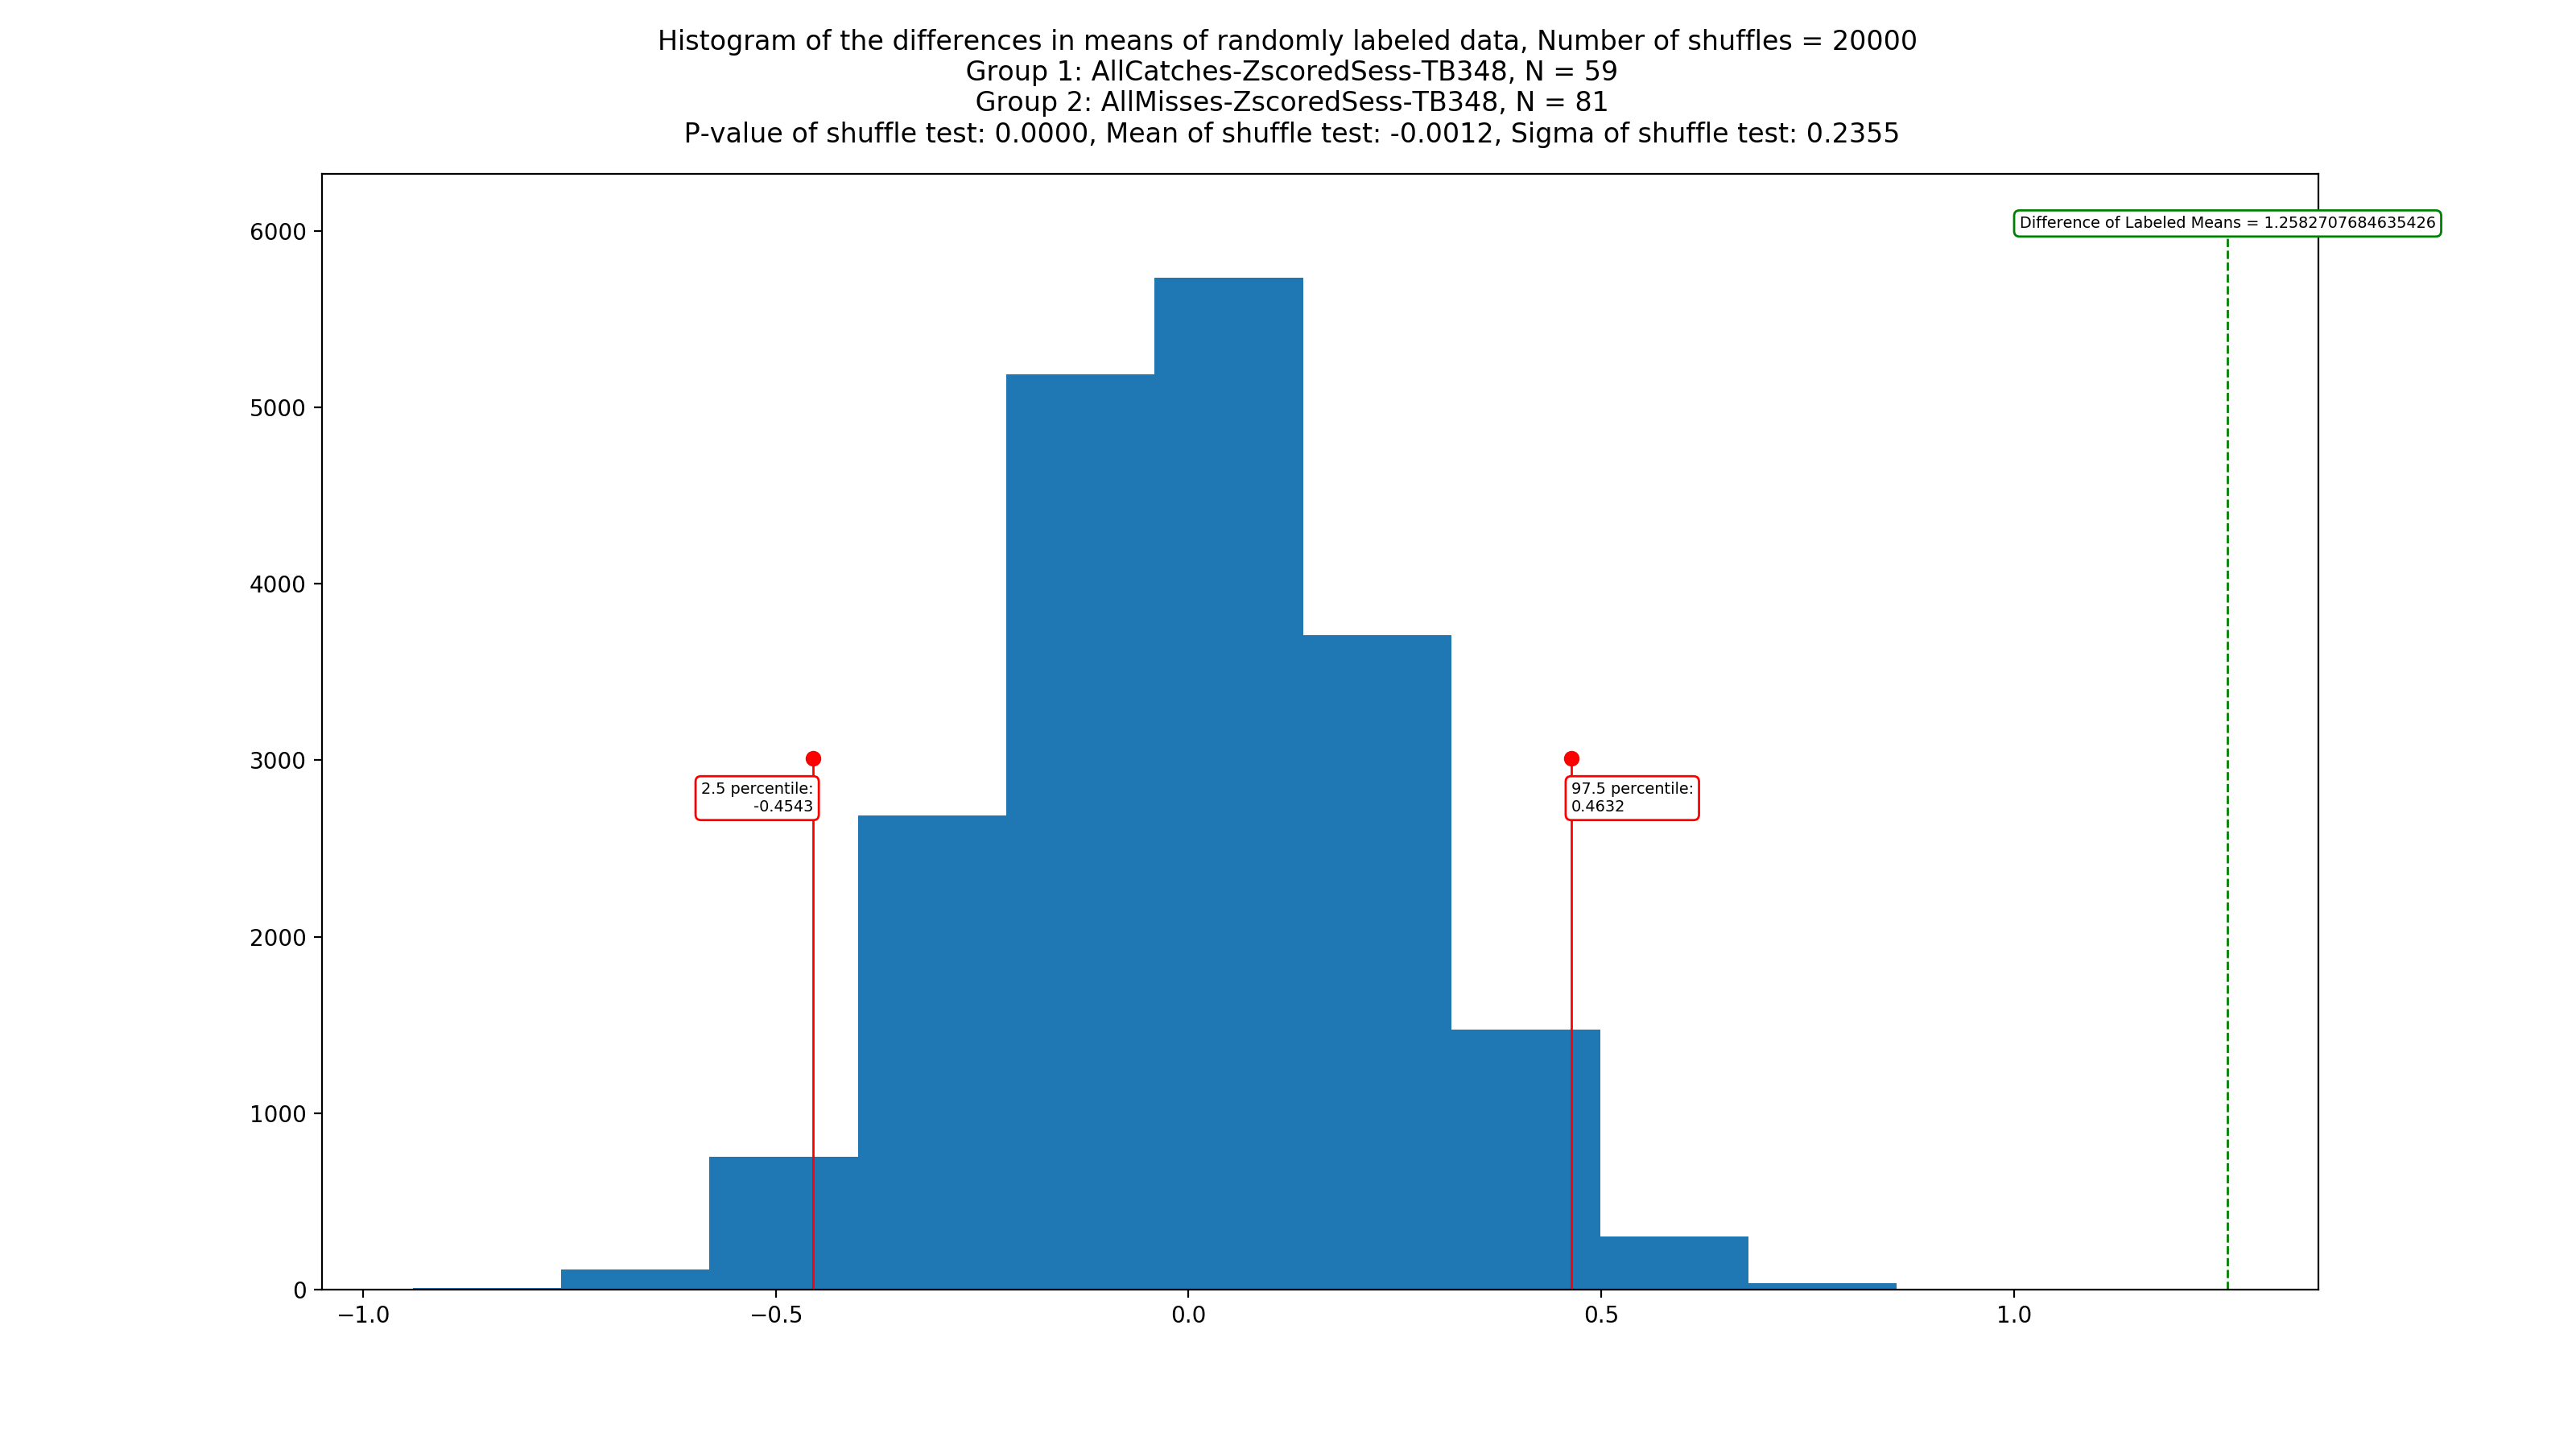 Histogram of the differences in means of randomly labeled data, Number of shuffles = 20000
Group 1: AllCatches-ZscoredSess-TB348, N = 59
Group 2: AllMisses-ZscoredSess-TB348, N = 81
P-value of shuffle test: 0.0000, Mean of shuffle test: -0.0012, Sigma of shuffle test: 0.2355
Difference of Labeled Means = 1.2582707684635426
6000
5000
4000
3000
2.5 percentile:
-0.4543
97.5 percentile:
0.4632
2000
1000
0
−1.0
−0.5
0.0
0.5
1.0